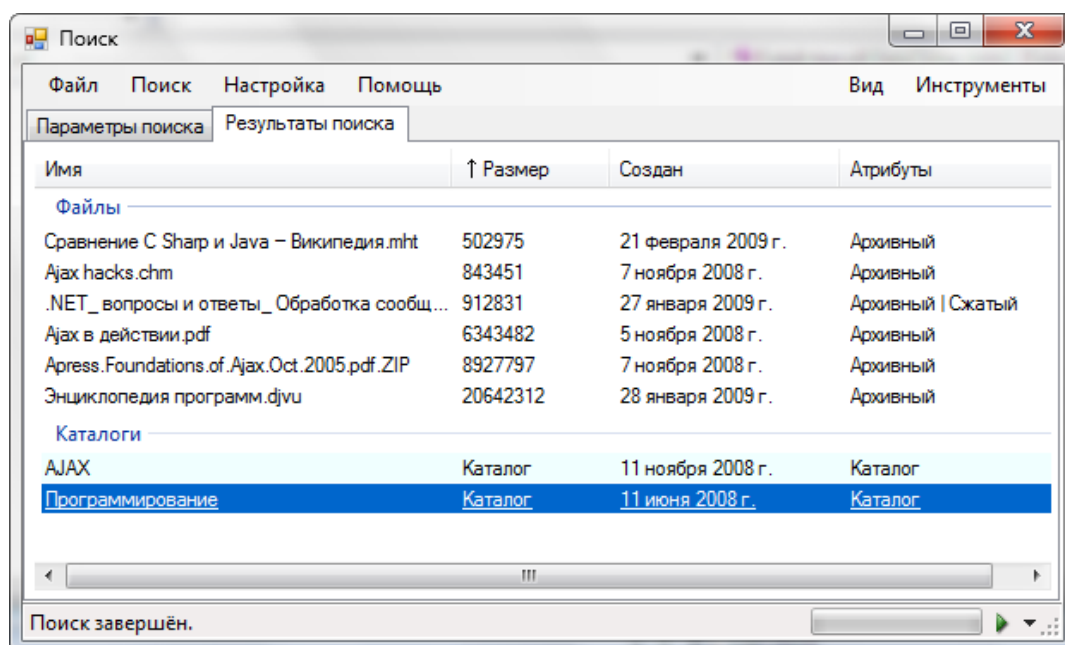 Поиск
Файл Поиск Настройка Помощь Вид Инструменты
Параметры поиска Результаты поиска
Имя ↑ Размер Создан Атрибуты
Файлы
Сравнение C Sharp и Java – Википедия.mht 502975 21 февраля 2009 г. Архивный
Ajax hacks.chm 843451 7 ноября 2008 г. Архивный
.NET_ вопросы и ответы_ Обработка сообщ... 912831 27 января 2009 г. Архивный | Сжатый
Ajax в действии.pdf 6343482 5 ноября 2008 г. Архивный
Apress.Foundations.of.Ajax.Oct.2005.pdf.ZIP 8927797 7 ноября 2008 г. Архивный
Энциклопедия программ.djvu 20642312 28 января 2009 г. Архивный
Каталоги
AJAX Каталог 11 ноября 2008 г. Каталог
Программирование Каталог 11 июня 2008 г. Каталог
Поиск завершён.